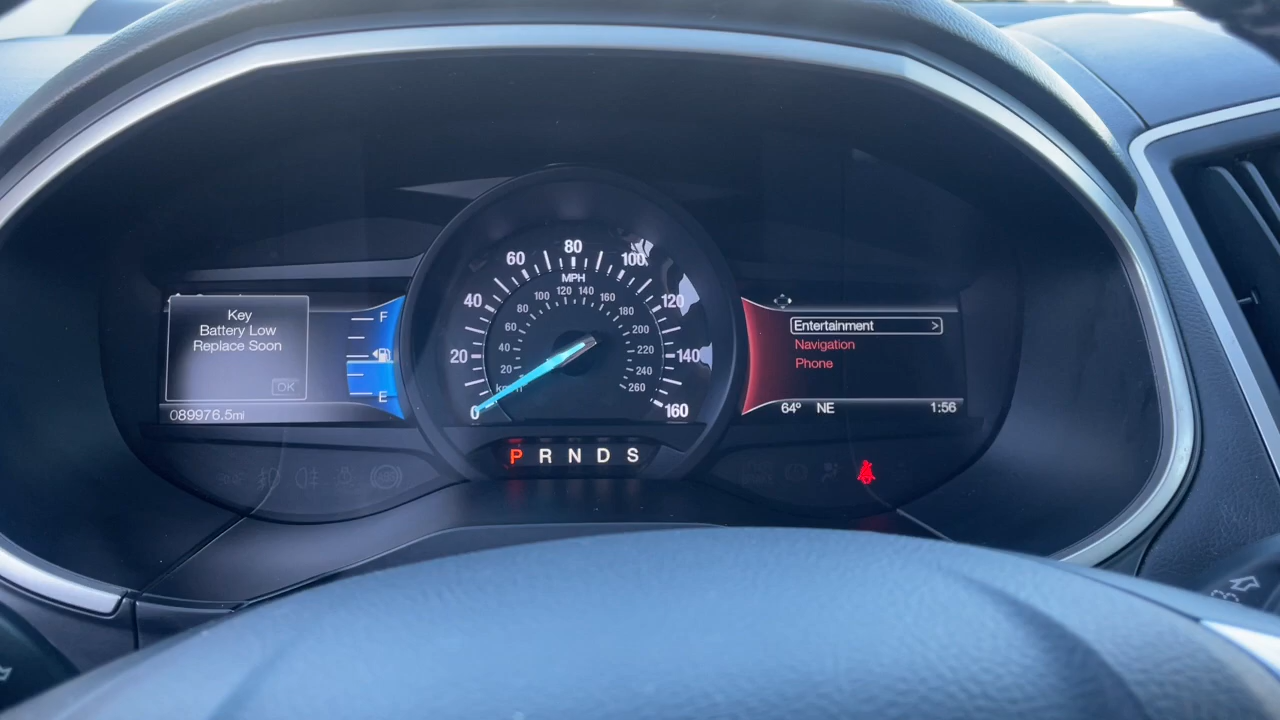 Key
Battery Low
Replace Soon
OK
089976.5mi
F
E
0
20
40
60
80
100
120
140
160
MPH
20
40
60
80
100
120
140
160
180
200
220
240
260
P R N D S
Entertainment >
Navigation
Phone
64º NE 1:56